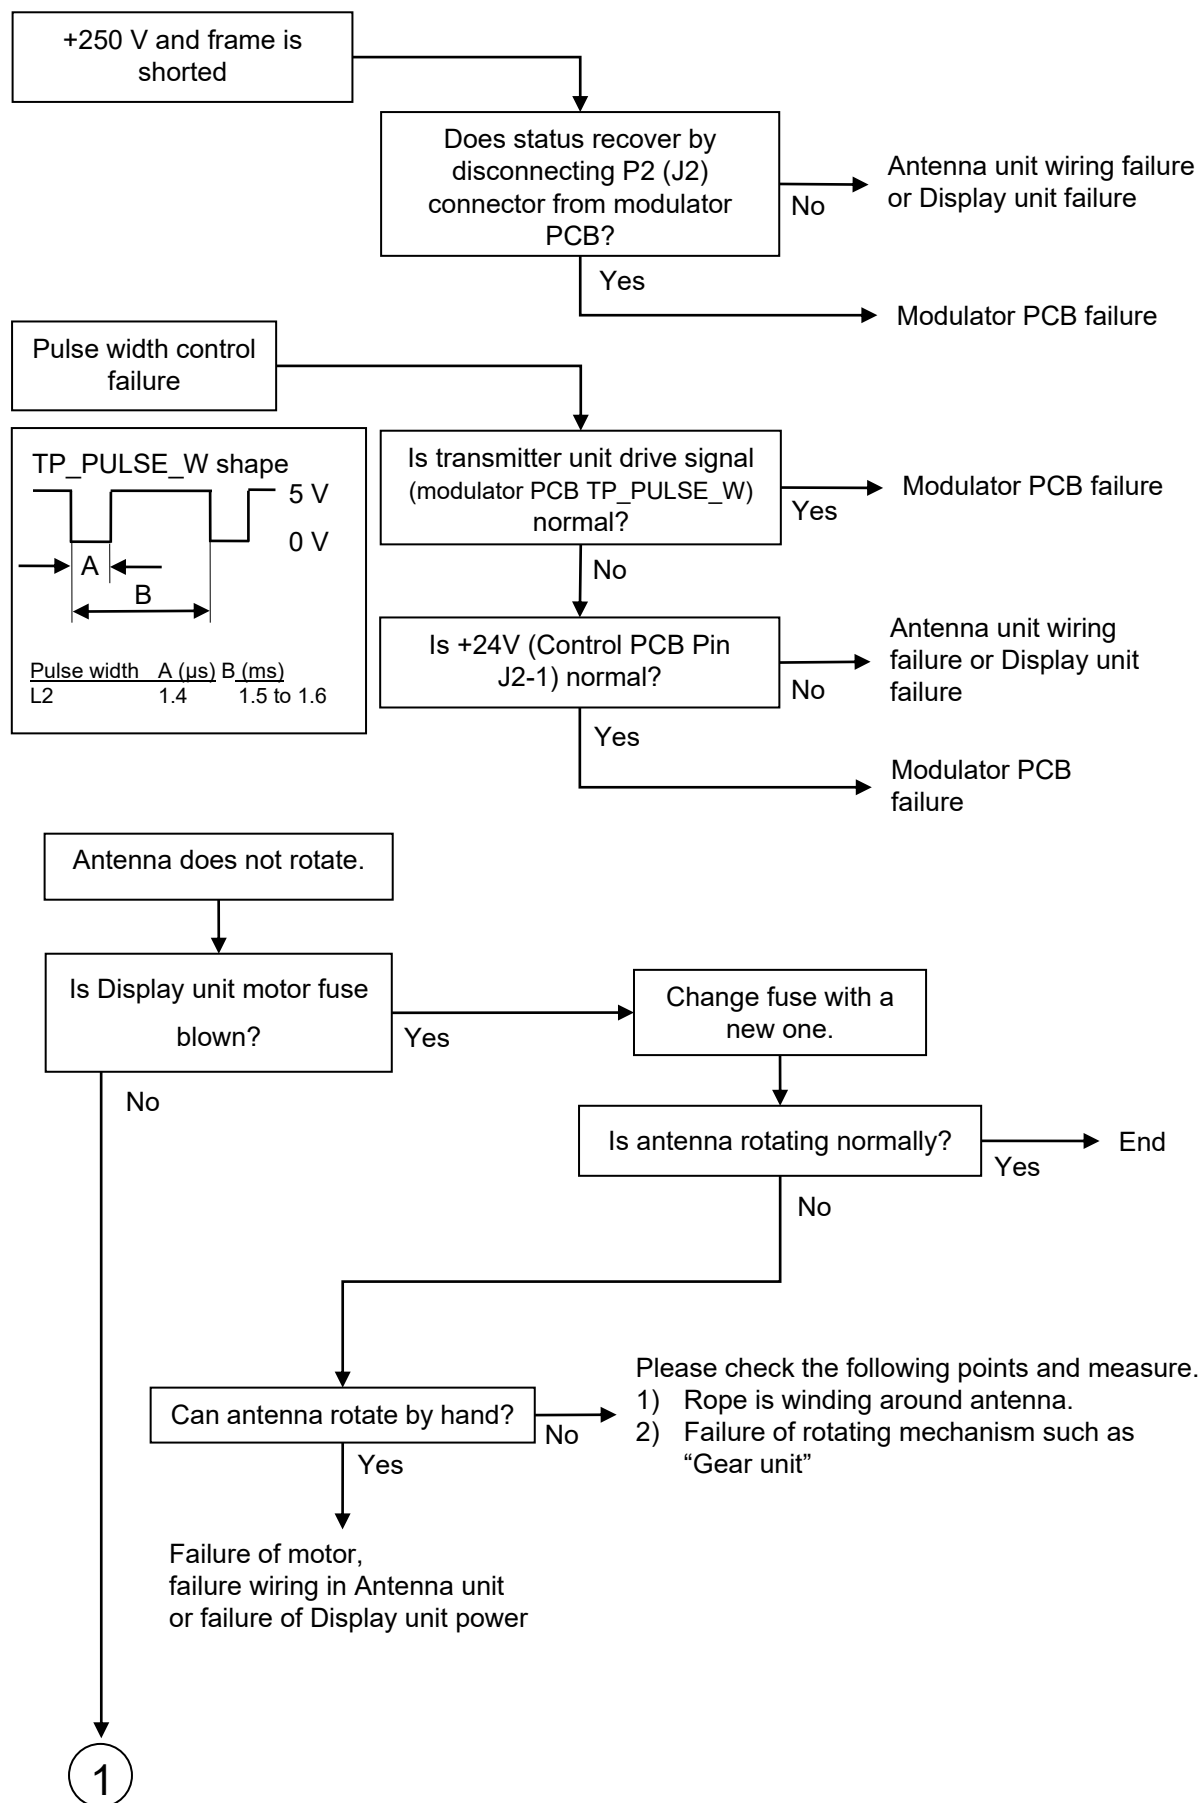 +250 V and frame is
shorted
Does status recover by
disconnecting P2 (J2)
connector from modulator
PCB?
No
Antenna unit wiring failure
or Display unit failure
Yes
Modulator PCB failure
Pulse width control
failure
TP_PULSE_W shape
5 V
0 V
A
B
Pulse width A (μs) B (ms)
L2 1.4 1.5 to 1.6
Is transmitter unit drive signal
(modulator PCB TP_PULSE_W)
normal?
Yes
Modulator PCB failure
No
Is +24V (Control PCB Pin
J2-1) normal?
No
Antenna unit wiring
failure or Display unit
failure
Yes
Modulator PCB
failure
Antenna does not rotate.
Is Display unit motor fuse
blown?
Yes
Change fuse with a
new one.
No
Is antenna rotating normally?
Yes
End
No
Can antenna rotate by hand?
No
Please check the following points and measure.
1) Rope is winding around antenna.
2) Failure of rotating mechanism such as
“Gear unit”
Yes
Failure of motor,
failure wiring in Antenna unit
or failure of Display unit power
1